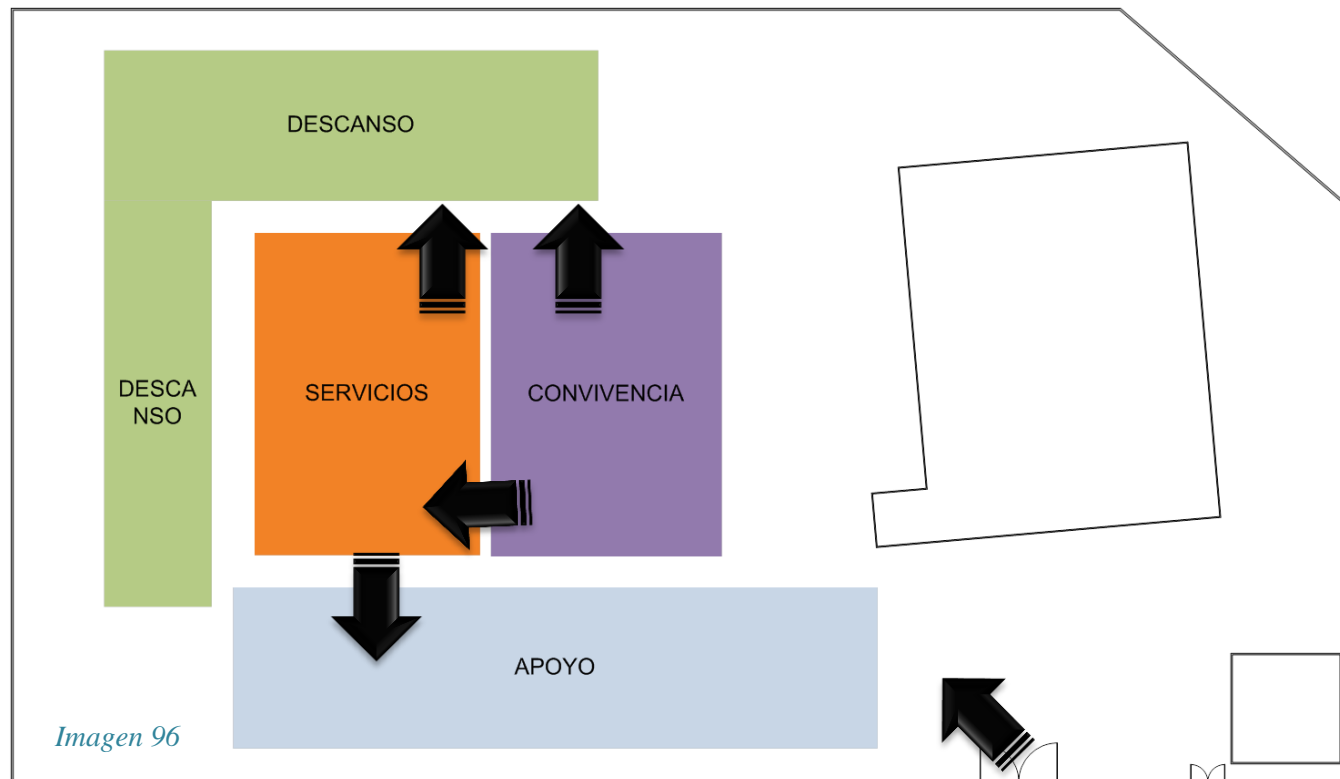 DESCANSO
DESCA
NSO
SERVICIOS
CONVIVENCIA
APOYO
Imagen 96